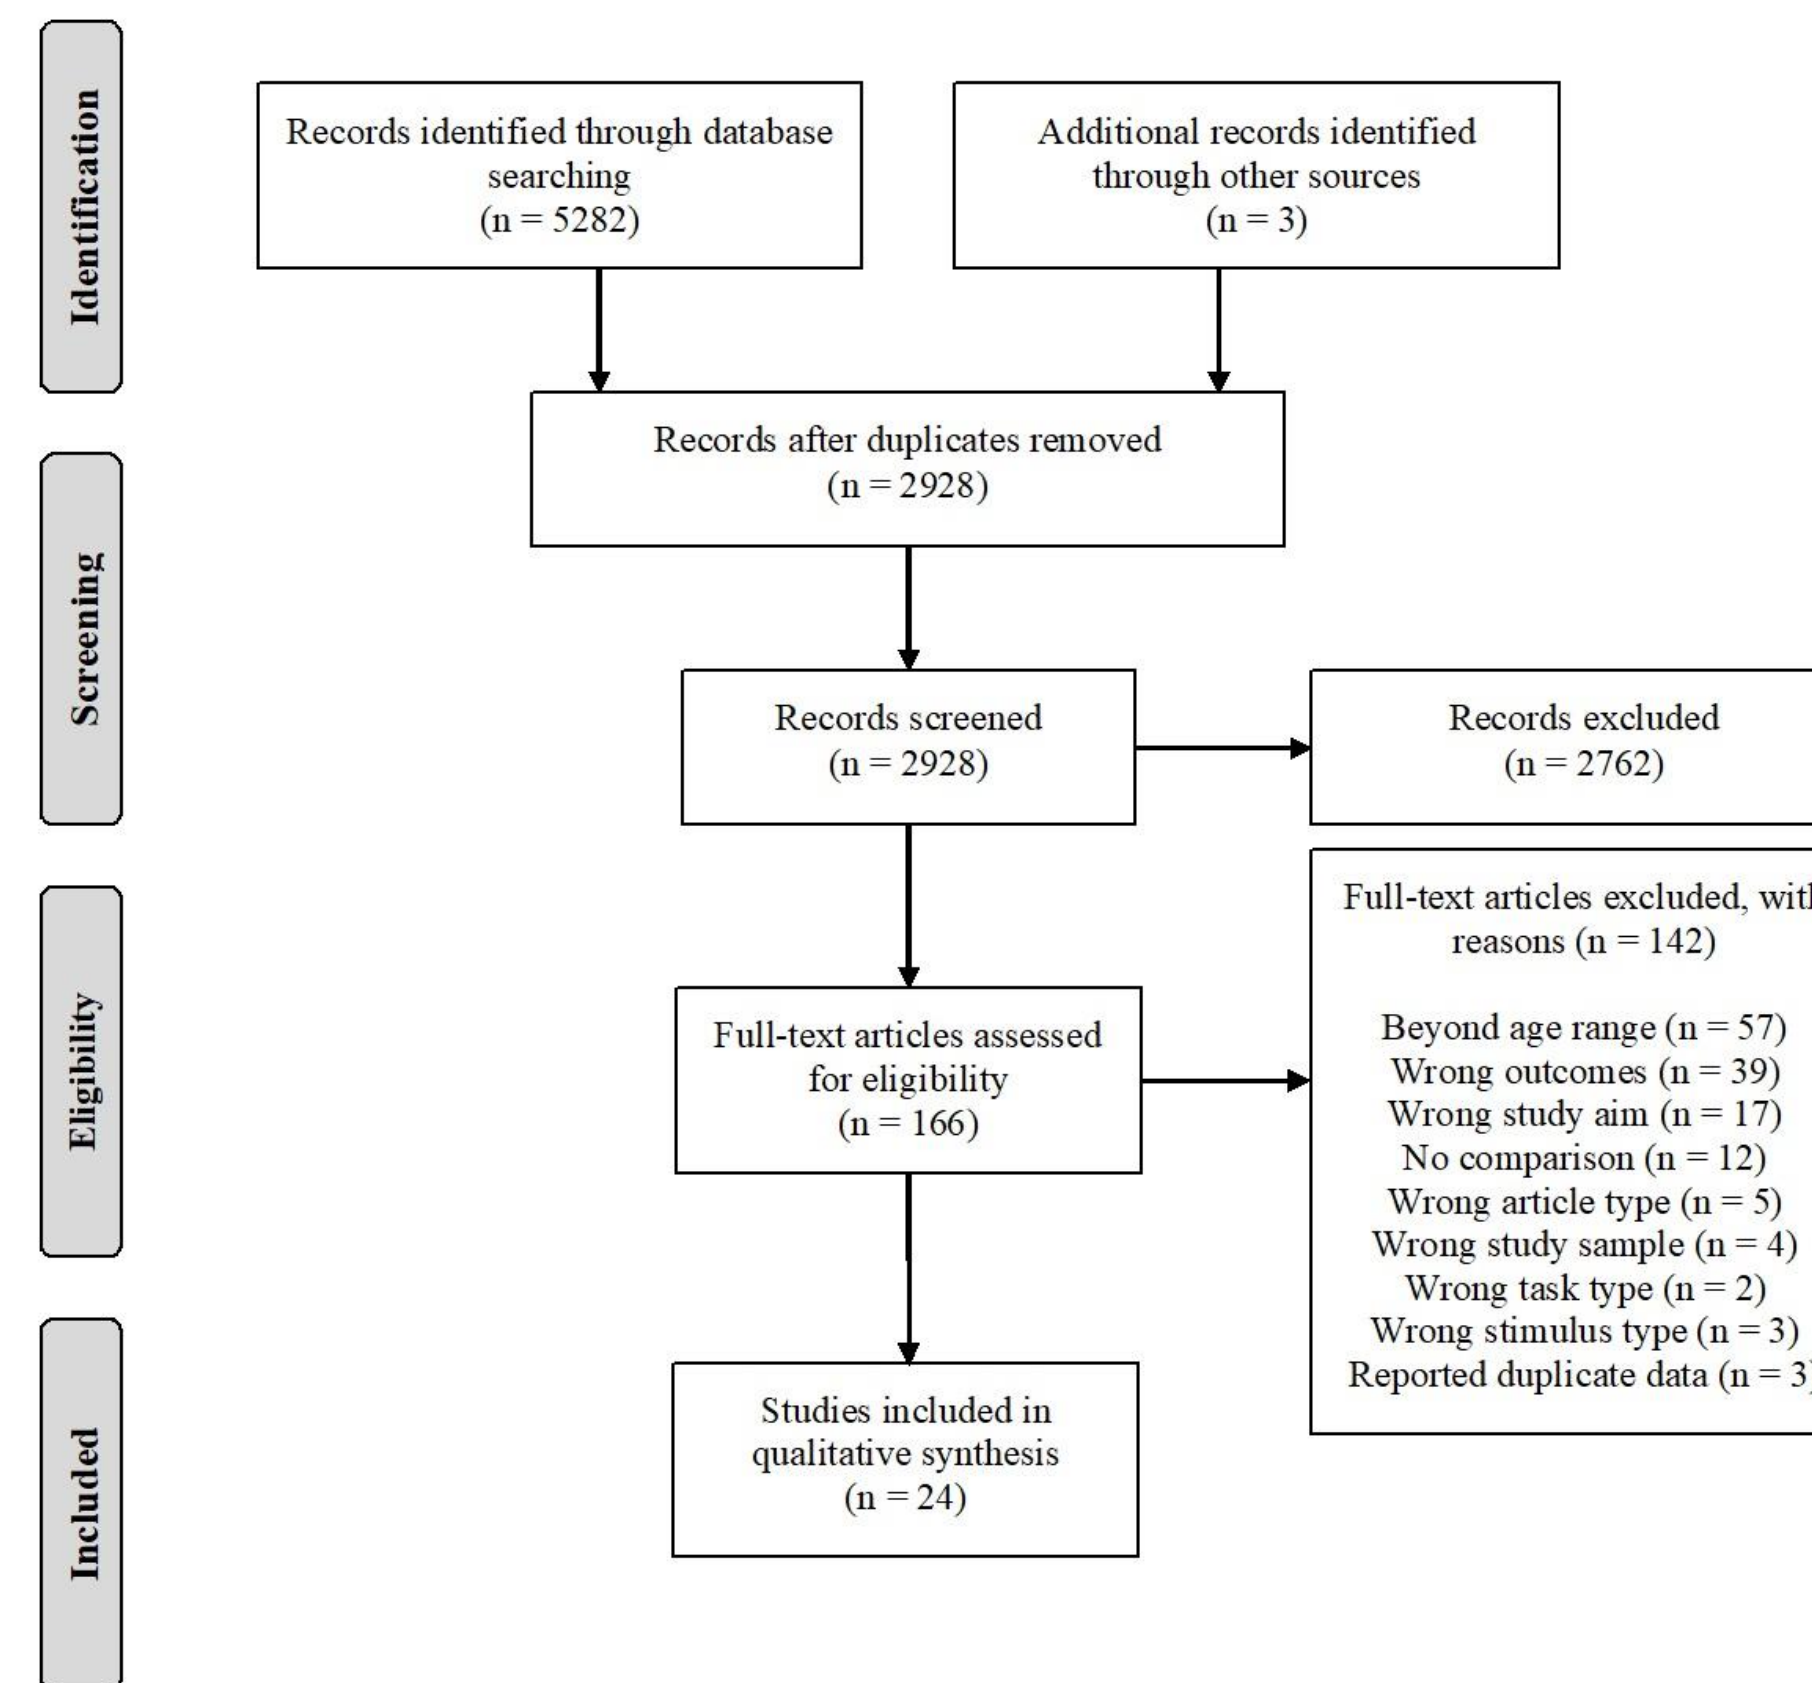 Identification
Records identified through database
searching
(n = 5282)
Additional records identified
through other sources
(n = 3)
Records after duplicates removed
(n = 2928)
Screening
Records screened
(n = 2928)
Records excluded
(n = 2762)
Eligibility
Full-text articles assessed
for eligibility
(n = 166)
Full-text articles excluded,
reasons (n = 142)
Beyond age range (n = 57)
Wrong outcomes (n = 39)
Wrong study aim (n = 17)
No comparison (n = 12)
Wrong article type (n = 5)
Wrong study sample (n = 4)
Wrong task type (n = 2)
Wrong stimulus type (n = 3)
Reported duplicate data (n = 3)
Included
Studies included in
qualitative synthesis
(n = 24)